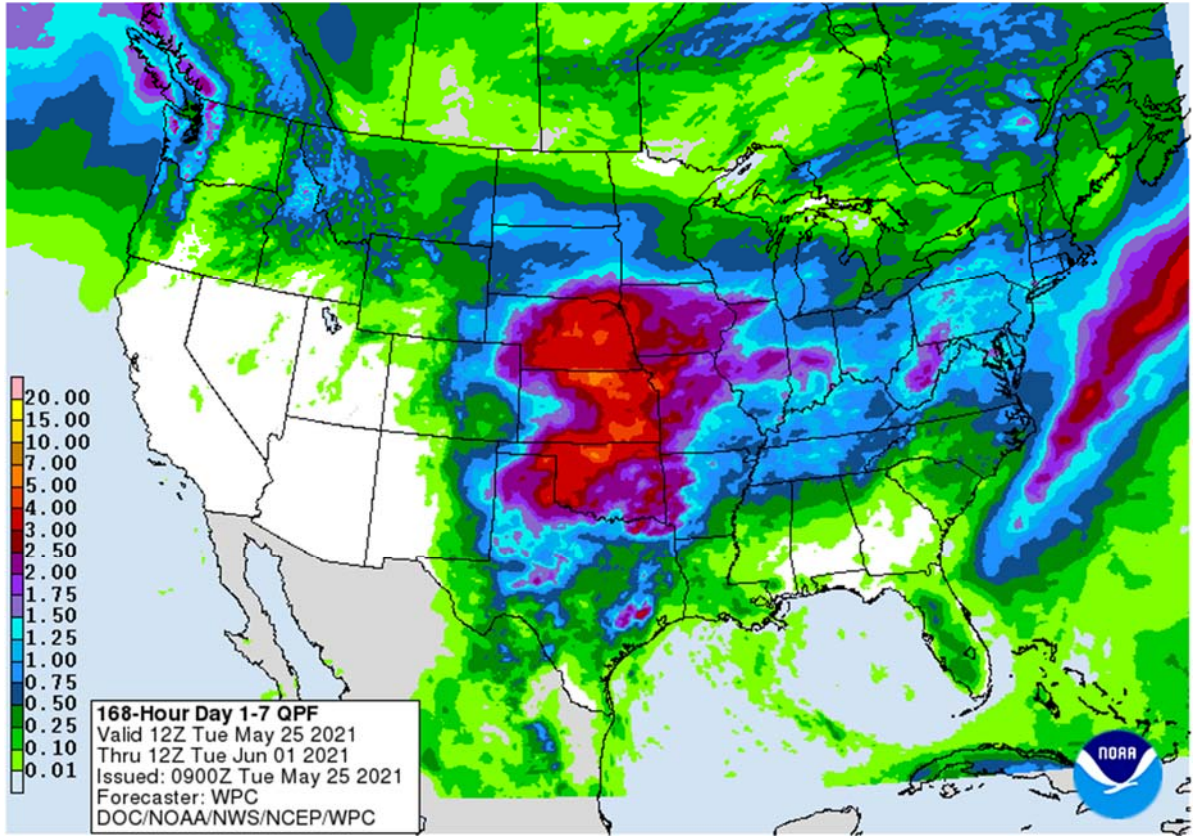 20.00
15.00
10.00
7.00
5.00
4.00
3.00
2.50
2.00
1.75
1.50
1.25
1.00
0.75
0.50
0.25
0.10
0.01
168-Hour Day 1-7 QPF
Valid 12Z Tue May 25 2021
Thru 12Z Tue Jun 01 2021
Issued: 0900Z Tue May 25 2021
Forecaster: WPC
DOC/NOAA/NWS/NCEP/WPC
NOAA